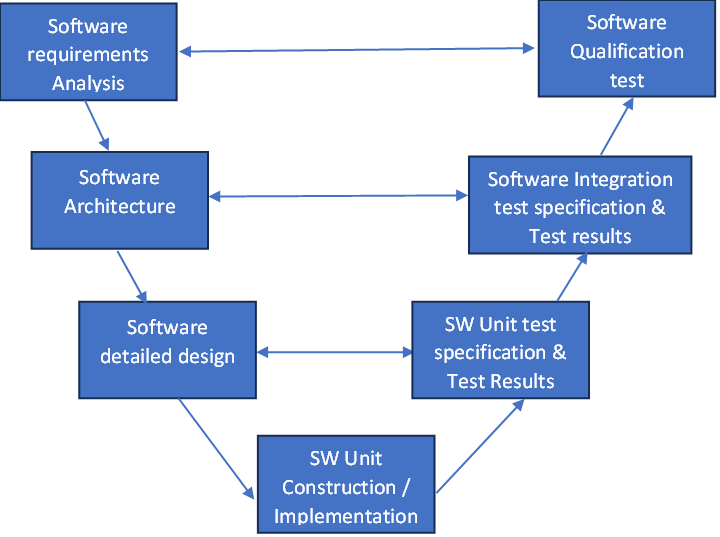 Software
requirements
Analysis
Software
Qualification
test
Software
Architecture
Software Integration
test specification &
Test results
Software
detailed design
SW Unit test
specification &
Test Results
SW Unit
Construction /
Implementation